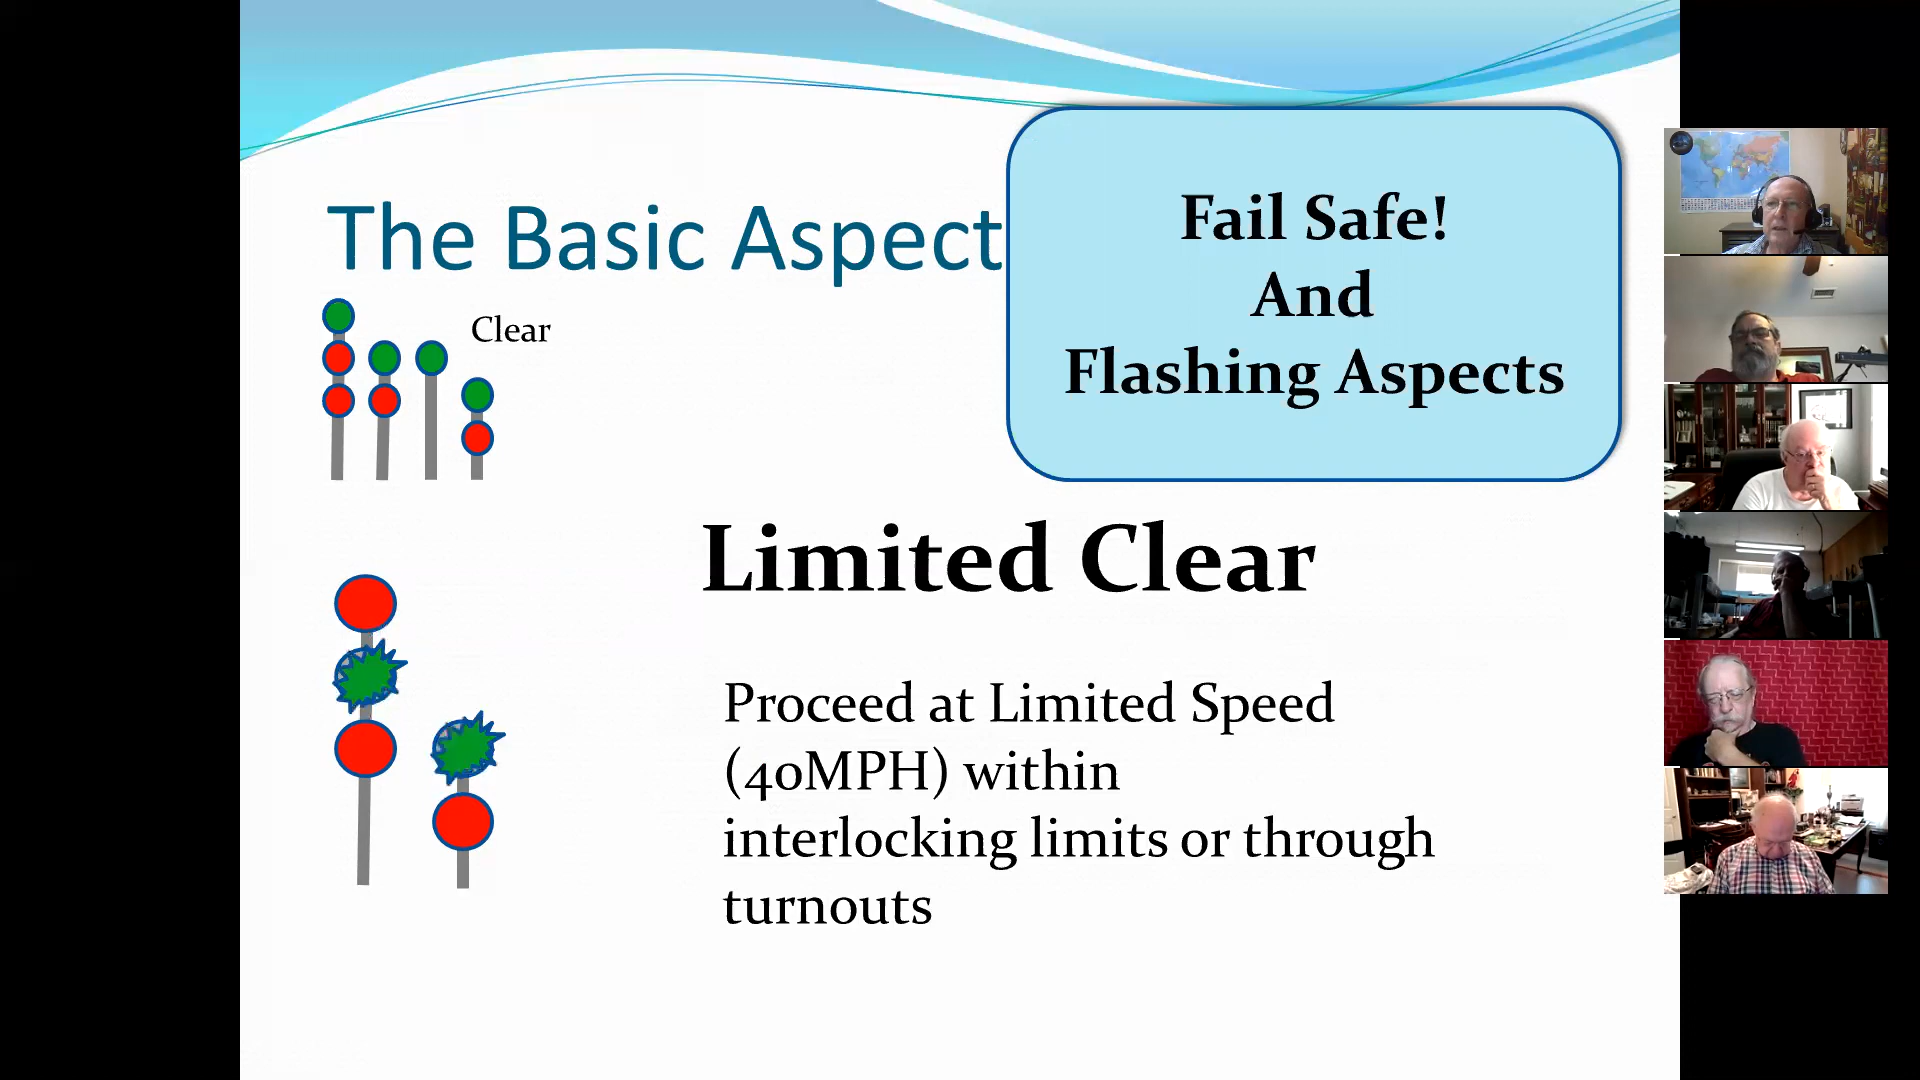 The Basic Aspect
Fail Safe!
And
Flashing Aspects
Clear
Limited Clear
Proceed at Limited Speed
(40MPH) within
interlocking limits or through
turnouts